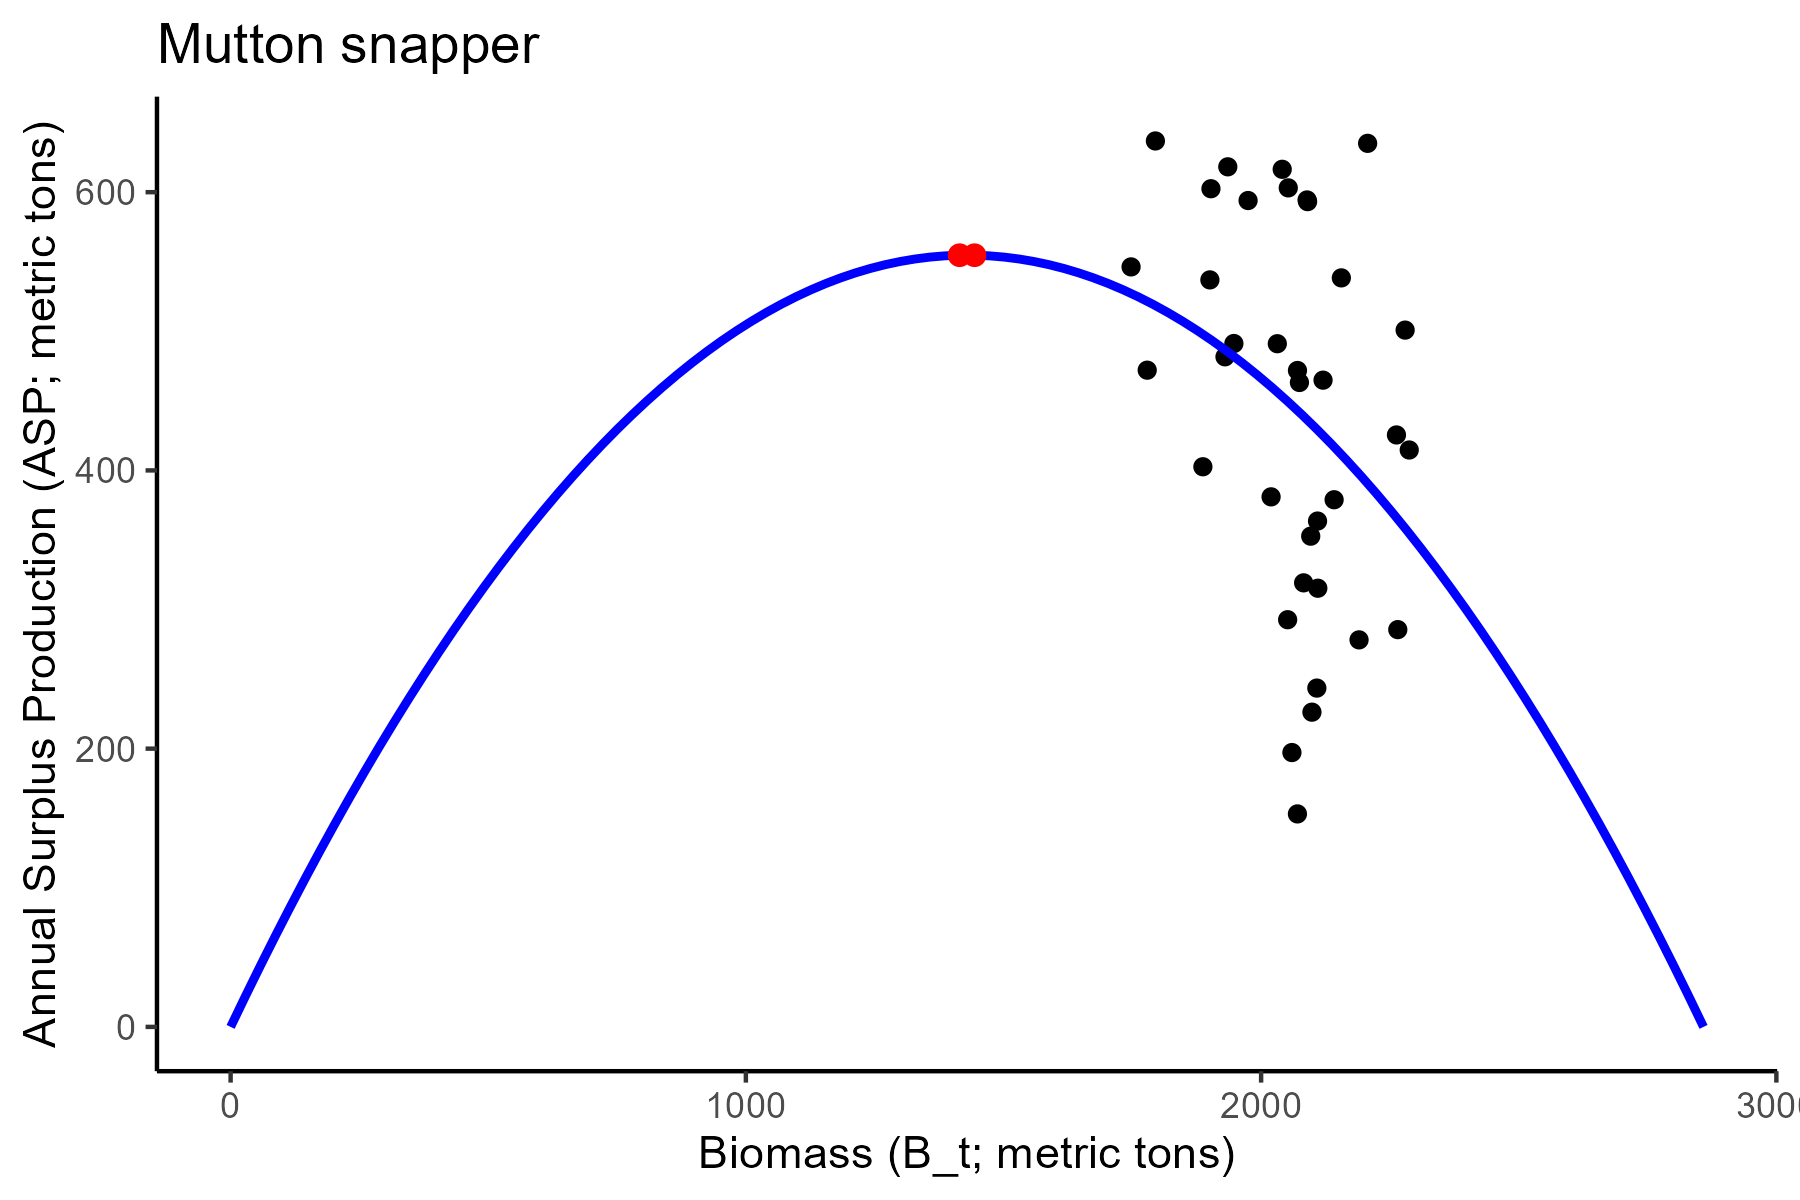 Mutton snapper
Annual Surplus Production (ASP; metric tons)
600
400
200
0
0
1000
2000
300
Biomass (B_t; metric tons)